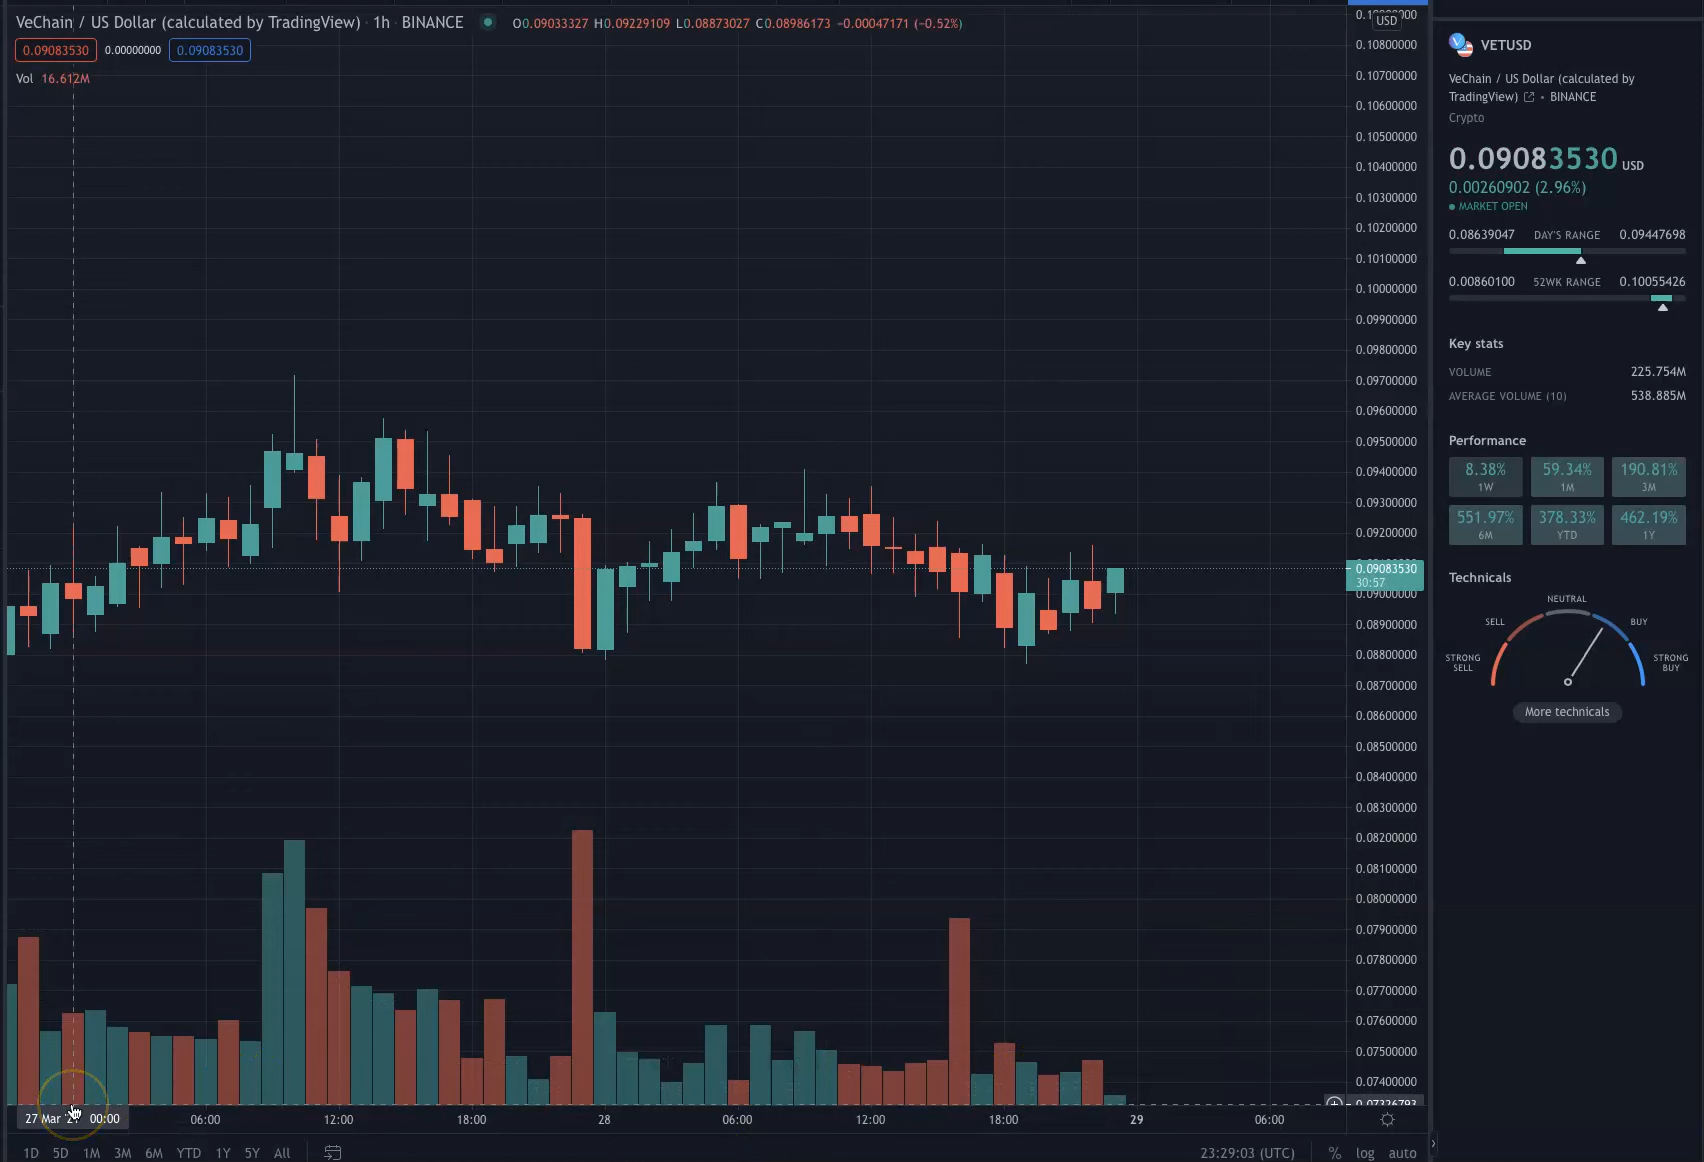 VeChain / US Dollar (calculated by TradingView) · 1h · BINANCE O0.09033327 H0.09229109 L0.08873027 C0.08986173 −0.00047171 (−0.52%)
0.09083530 0.00000000 0.09083530
Vol 16.612M
USD
0.10800000
0.10700000
0.10600000
0.10500000
0.10400000
0.10300000
0.10200000
0.10100000
0.10000000
0.09900000
0.09800000
0.09700000
0.09600000
0.09500000
0.09400000
0.09300000
0.09200000
0.09083530
30:57
0.09000000
0.08900000
0.08800000
0.08700000
0.08600000
0.08500000
0.08400000
0.08300000
0.08200000
0.08100000
0.08000000
0.07900000
0.07800000
0.07700000
0.07600000
0.07500000
0.07400000
0.07326793
27 Mar 00:00 06:00 12:00 18:00 28 06:00 12:00 18:00 29 06:00
1D 5D 1M 3M 6M YTD 1Y 5Y All 23:29:03 (UTC) % log auto
VETUSD
VeChain / US Dollar (calculated by
TradingView) • BINANCE
Crypto
0.09083530 USD
0.00260902 (2.96%)
MARKET OPEN
0.08639047 DAY'S RANGE 0.09447698
0.00860100 52WK RANGE 0.10055426
Key stats
VOLUME 225.754M
AVERAGE VOLUME (10) 538.885M
Performance
8.38% 59.34% 190.81%
1W 1M 3M
551.97% 378.33% 462.19%
6M YTD 1Y
Technicals
NEUTRAL
SELL BUY
STRONG SELL STRONG BUY
More technicals